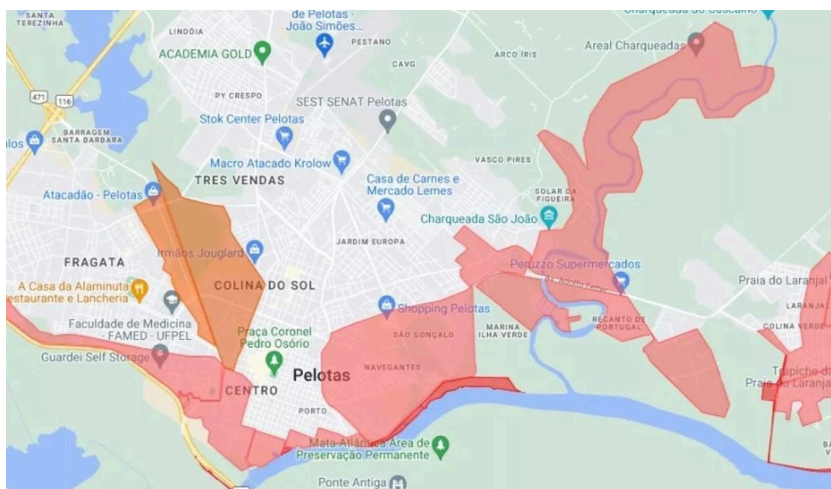 SANTA
TEREZINHA
LINDÓIA
de Pelotas -
João Simões...
PESTANO
ACADEMIA GOLD
CAVG
ARCO ÍRIS
Areal Charqueadas
471
116
PY CRESPO
SEST SENAT Pelotas
Stok Center Pelotas
BARRAGEM
SANTA BARBARA
Macro Atacado Krolow
VASCO PIRES
TRES VENDAS
Casa de Carnes e
Mercado Lemes
SOLAR DA
FIGUEIRA
Atacadão - Pelotas
Charqueada São João
JARDIM EUROPA
Irmãos Jouglard
FRAGATA
Peruzzo Supermercados
Praia do Laranjal
A Casa da Alaminuta
estaurante e Lancheria
COLINA DO SOL
Shopping Pelotas
LARANJAL
Faculdade de Medicina
- FAMED - UFPEL
Praça Coronel
Pedro Osório
SÃO GONÇALO
MARINA
ILHA VERDE
RECANTO DE
PORTUGAL
COLINA VERDE
Guardei Self Storage
NAVEGANTES
Pelotas
Trapiche da
Praia do Laranjal
CENTRO
PORTO
Mata Atlântica Área de
Preservação Permanente
Ponte Antiga